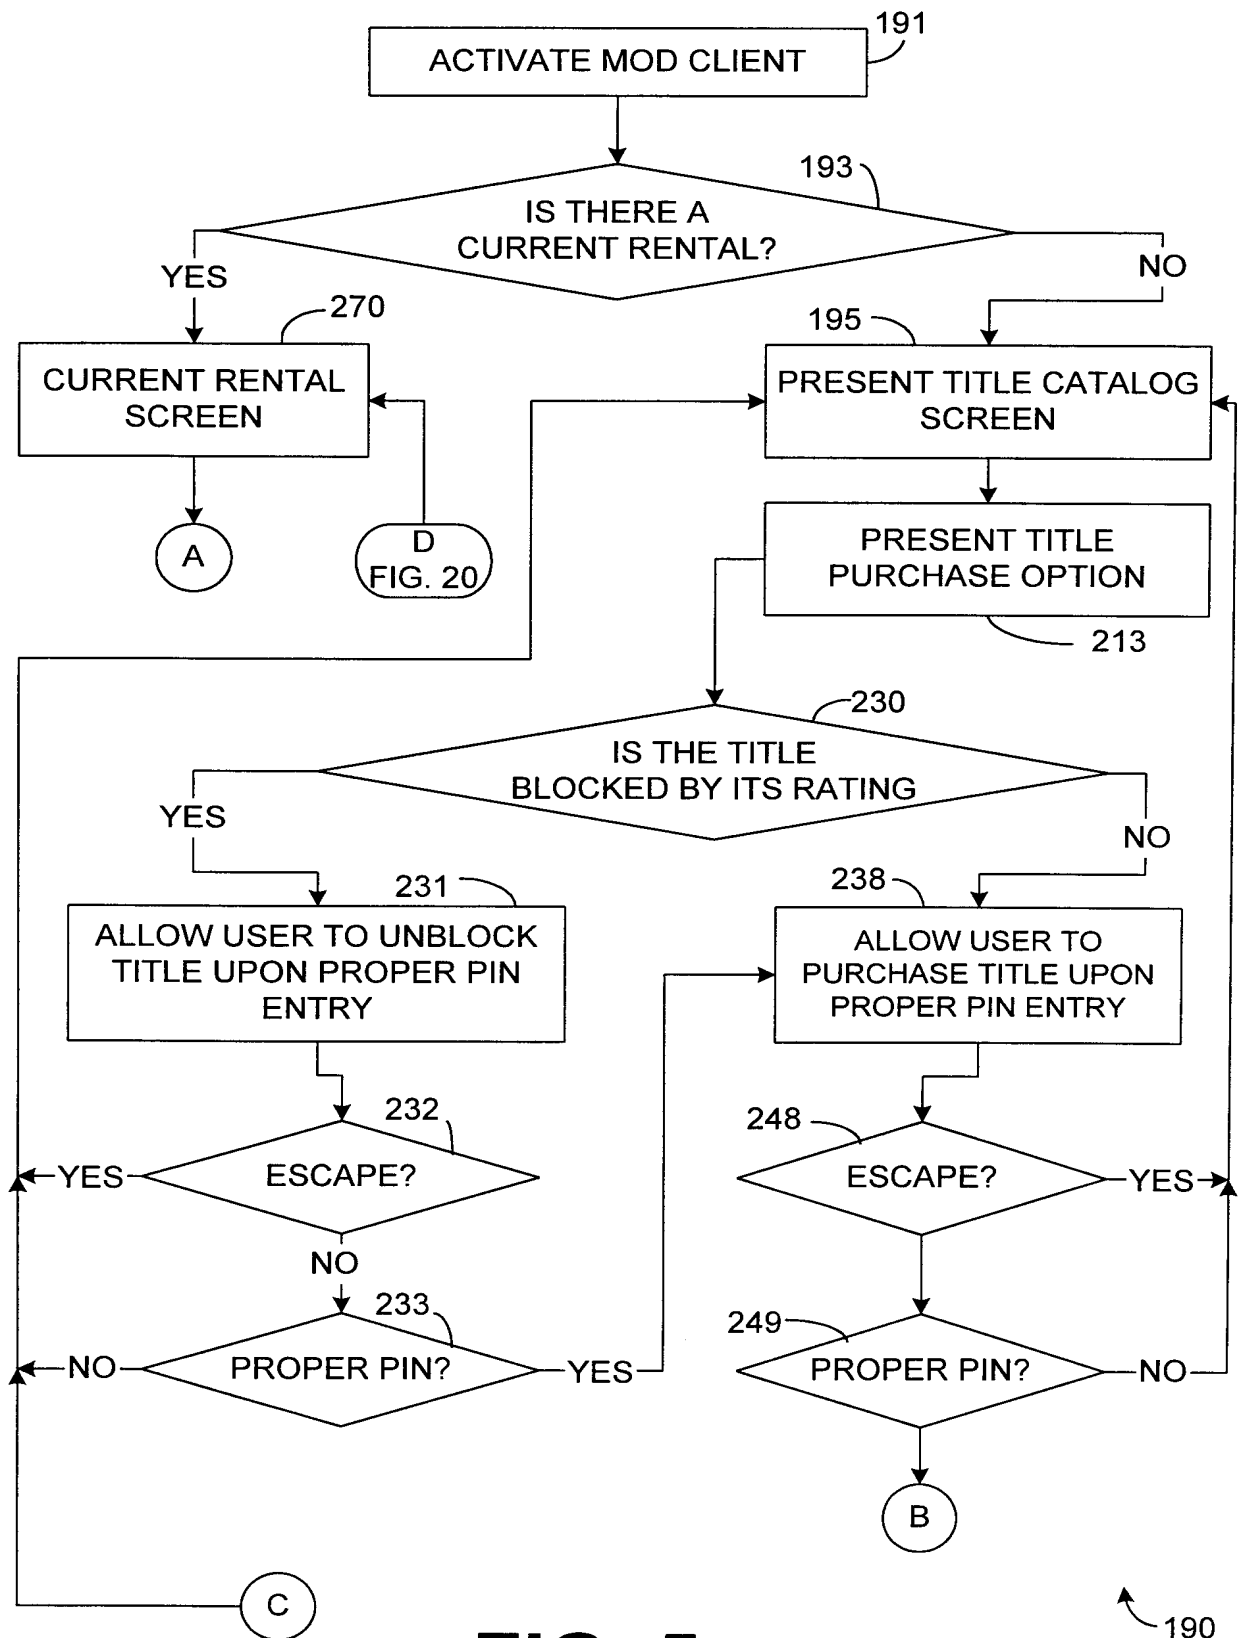 191
ACTIVATE MOD CLIENT
193
IS THERE A
CURRENT RENTAL?
YES
NO
270
195
CURRENT RENTAL
SCREEN
PRESENT TITLE CATALOG
SCREEN
A
D
FIG. 20
PRESENT TITLE
PURCHASE OPTION
213
230
IS THE TITLE
BLOCKED BY ITS RATING
YES
NO
231
238
ALLOW USER TO UNBLOCK
TITLE UPON PROPER PIN
ENTRY
ALLOW USER TO
PURCHASE TITLE UPON
PROPER PIN ENTRY
232
248
YES
ESCAPE?
ESCAPE?
YES
NO
233
249
NO
PROPER PIN?
YES
PROPER PIN?
NO
B
C
190